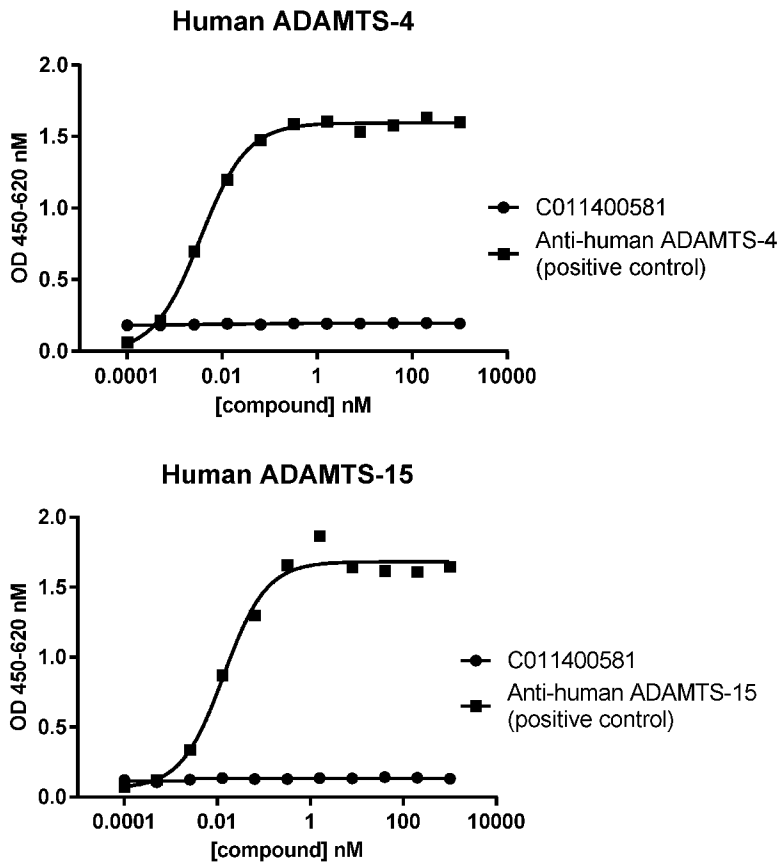 Human ADAMTS-4
2.0
1.5
1.0
0.5
0.0
OD 450-620 nM
0.0001
0.01
1
100
10000
[compound] nM
C011400581
Anti-human ADAMTS-4
(positive control)
Human ADAMTS-15
2.0
1.5
1.0
0.5
0.0
OD 450-620 nM
0.0001
0.01
1
100
10000
[compound] nM
C011400581
Anti-human ADAMTS-15
(positive control)